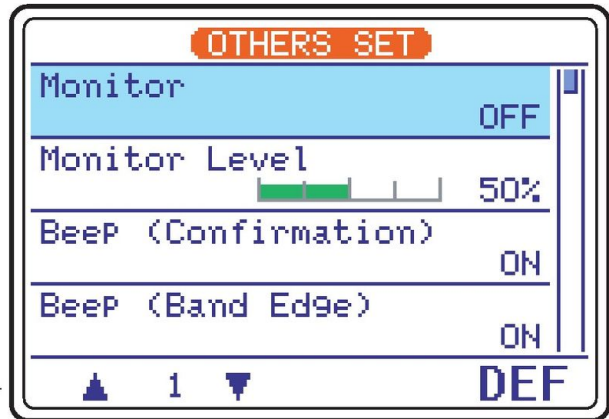 OTHERS SET
Monitor
OFF
Monitor Level
50%
Beep (Confirmation)
ON
Beep (Band Edge)
ON
▲ 1 ▼ DEF